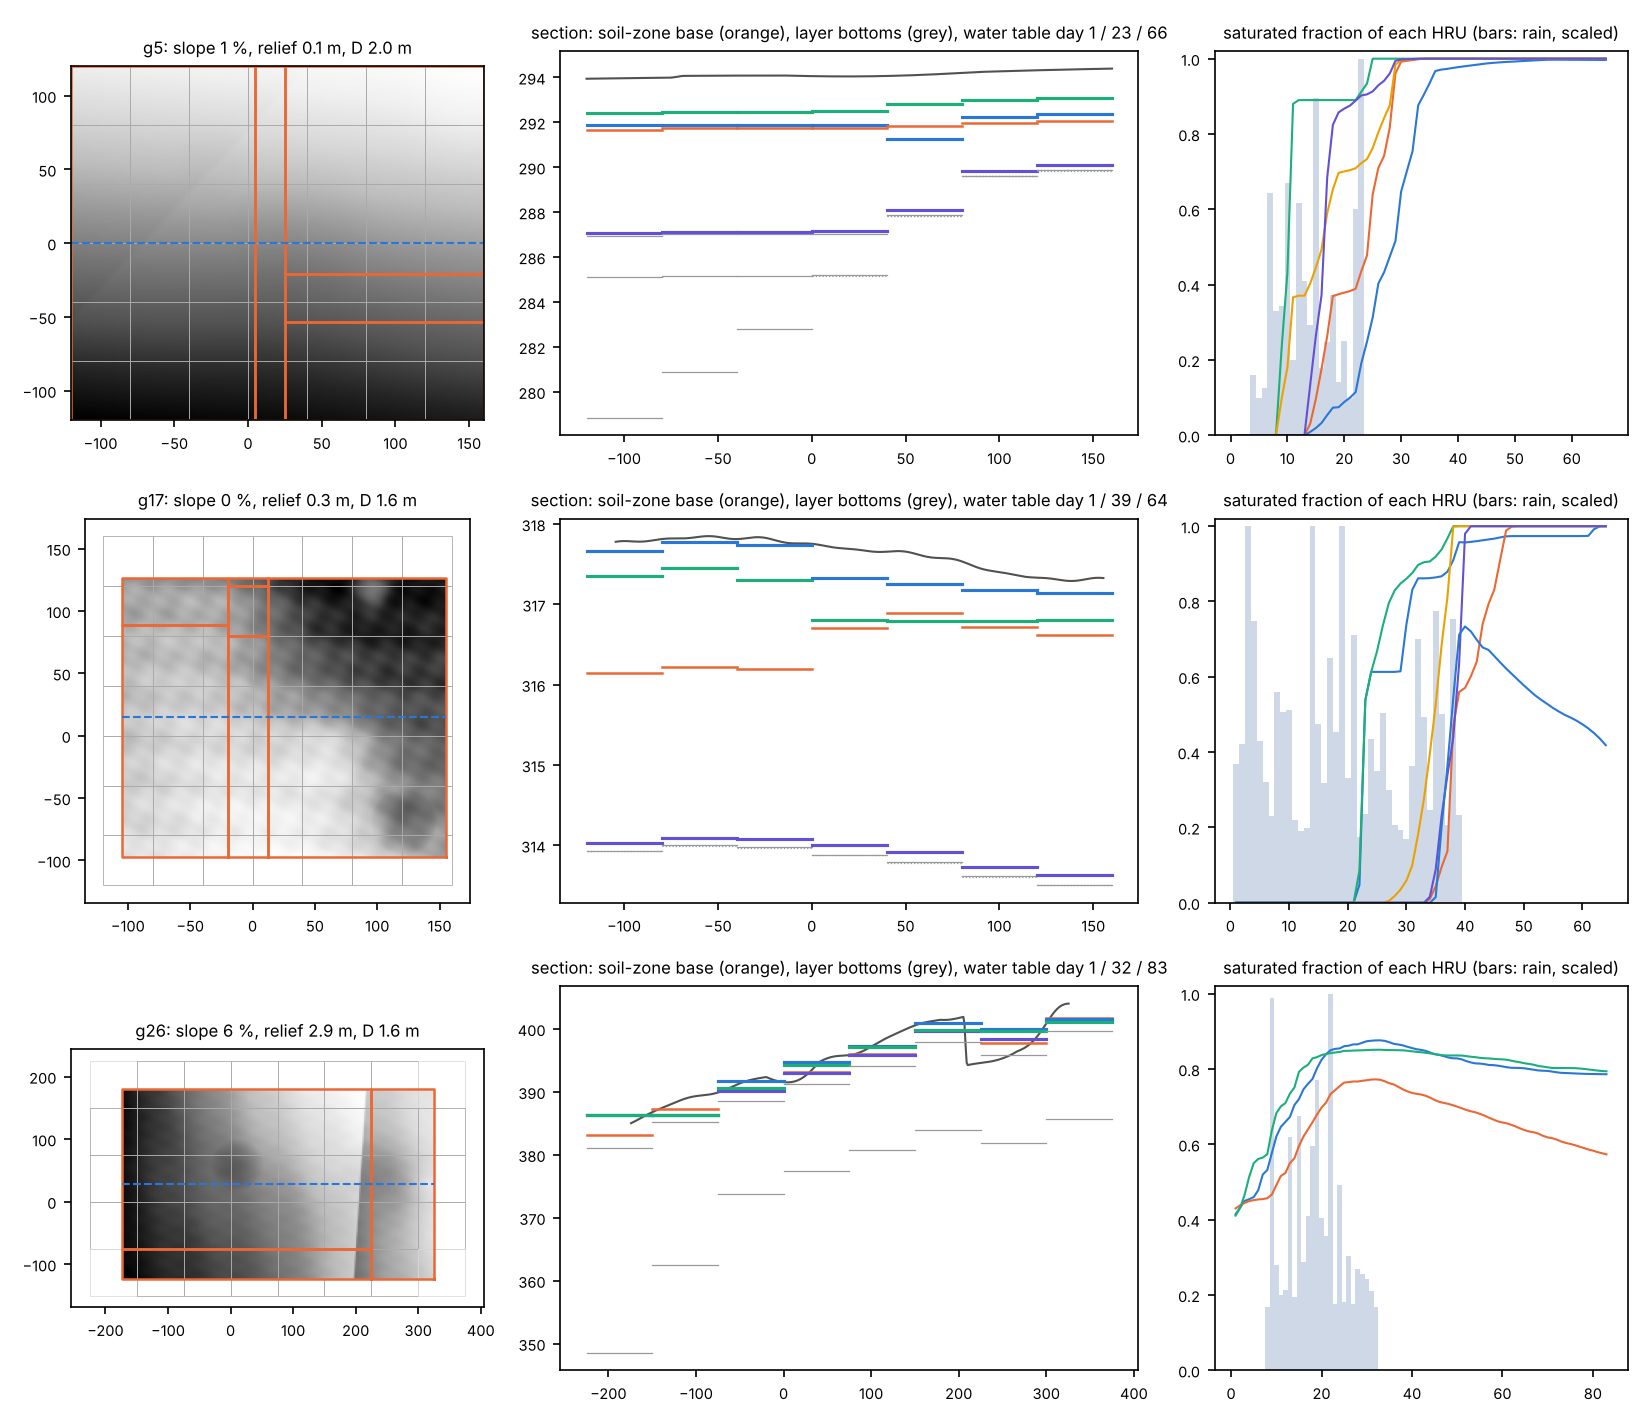 g5: slope 1 %, relief 0.1 m, D 2.0 m
100
50
0
−50
−100
−100 −50 0 50 100 150
section: soil-zone base (orange), layer bottoms (grey), water table day 1 / 23 / 66
294
292
290
288
286
284
282
280
−100 −50 0 50 100 150
saturated fraction of each HRU (bars: rain, scaled)
1.0
0.8
0.6
0.4
0.2
0.0
0 10 20 30 40 50 60
g17: slope 0 %, relief 0.3 m, D 1.6 m
150
100
50
0
−50
−100
−100 −50 0 50 100 150
section: soil-zone base (orange), layer bottoms (grey), water table day 1 / 39 / 64
318
317
316
315
314
−100 −50 0 50 100 150
saturated fraction of each HRU (bars: rain, scaled)
1.0
0.8
0.6
0.4
0.2
0.0
0 10 20 30 40 50 60
g26: slope 6 %, relief 2.9 m, D 1.6 m
200
100
0
−100
−200 −100 0 100 200 300 400
section: soil-zone base (orange), layer bottoms (grey), water table day 1 / 32 / 83
400
390
380
370
360
350
−200 −100 0 100 200 300 400
saturated fraction of each HRU (bars: rain, scaled)
1.0
0.8
0.6
0.4
0.2
0.0
0 20 40 60 80